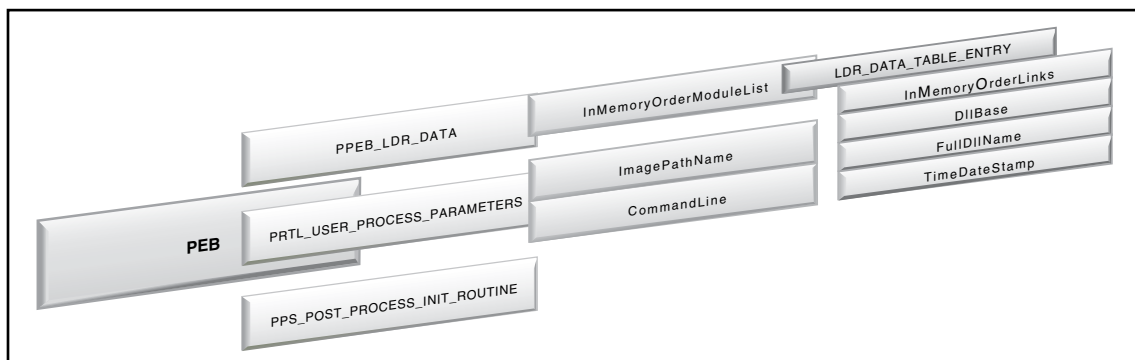 PEB
PPEB_LDR_DATA
PRTL_USER_PROCESS_PARAMETERS
PPS_POST_PROCESS_INIT_ROUTINE
InMemoryOrderModuleList
ImagePathName
CommandLine
LDR_DATA_TABLE_ENTRY
InMemoryOrderLinks
DllBase
FullDllName
TimeDateStamp